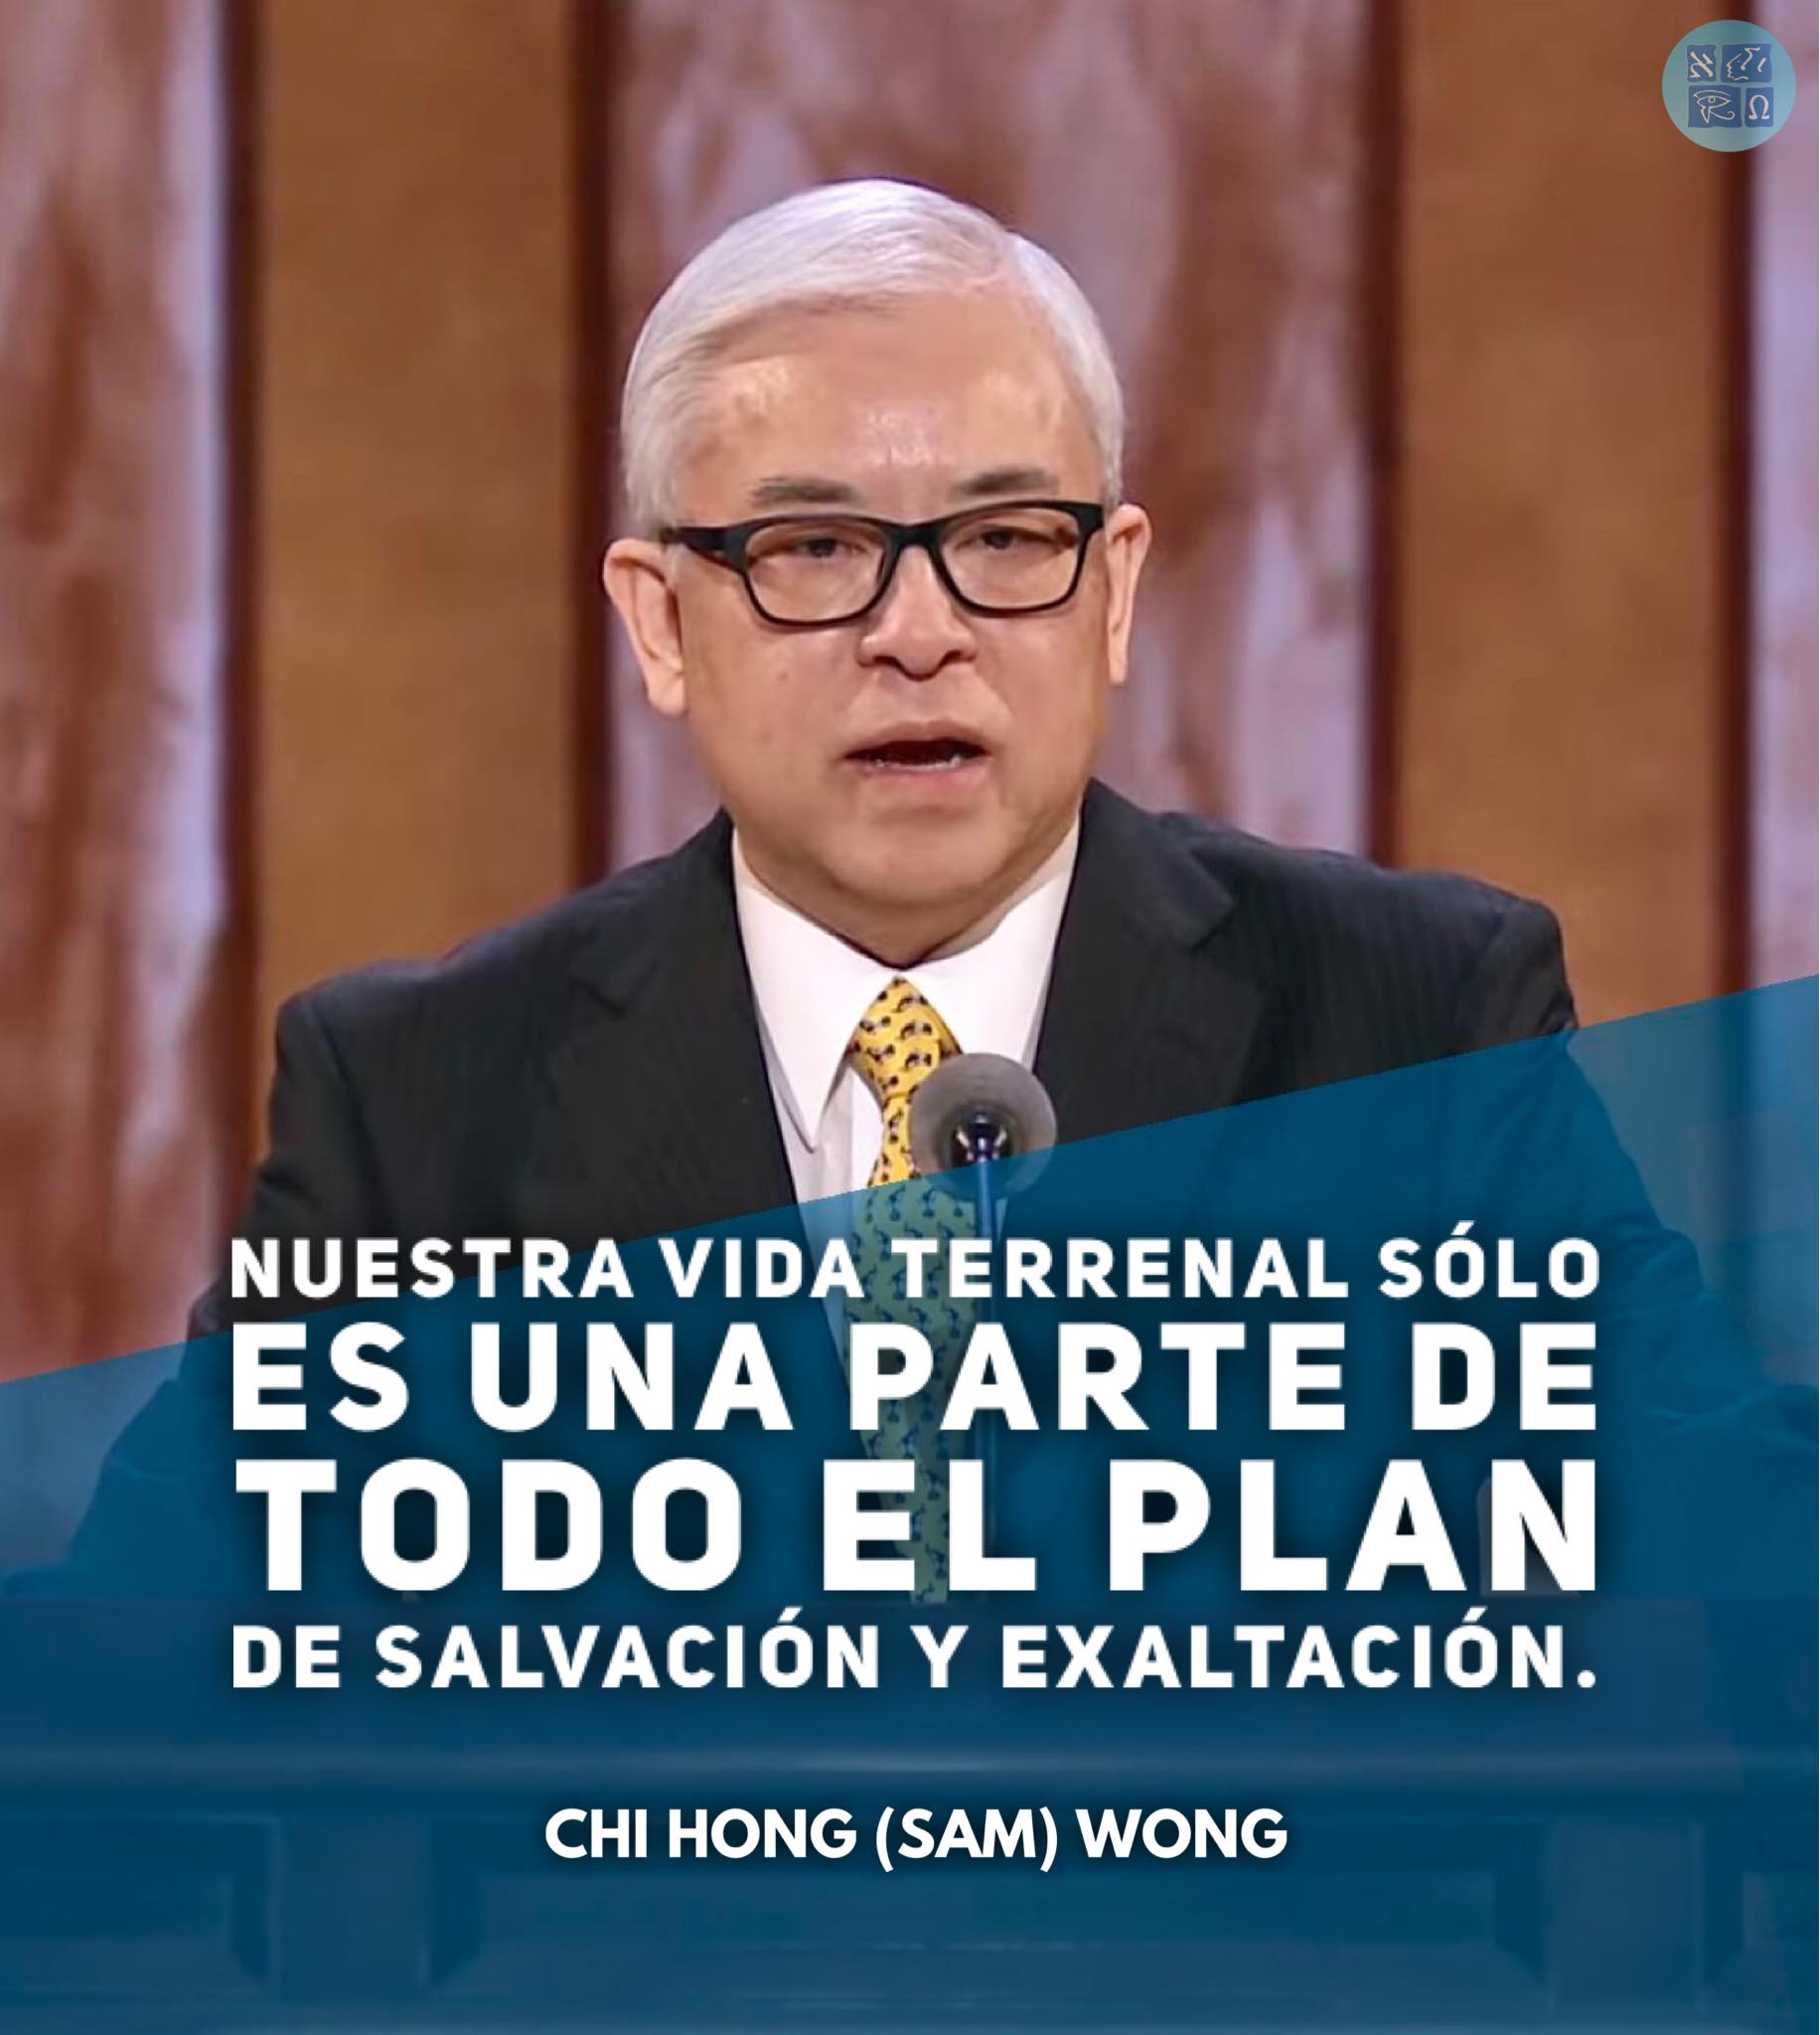 NUESTRA VIDA TERRENAL SÓLO
ES UNA PARTE DE
TODO EL PLAN
DE SALVACIÓN Y EXALTACIÓN.
CHI HONG (SAM) WONG